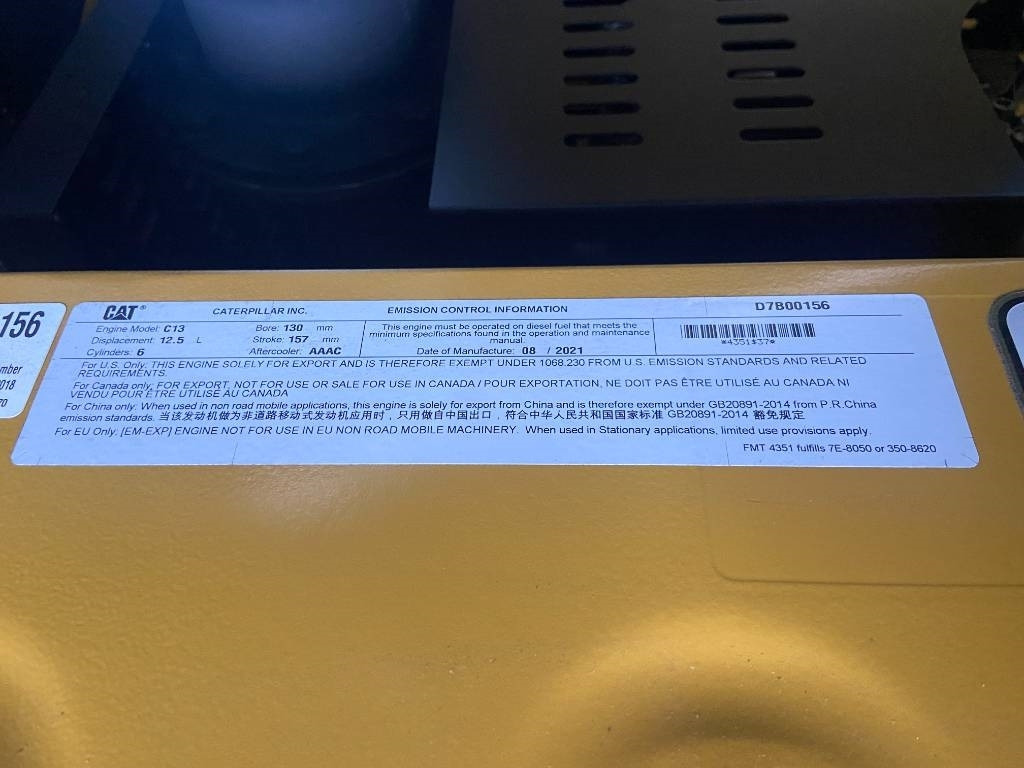 156
mber
018
CAT®
CATERPILLAR INC.
EMISSION CONTROL INFORMATION
D7B00156
Engine Model: C13
Bore: 130 mm
Displacement: 12.5 L
Stroke: 157 mm
Cylinders: 6
Aftercooler: AAAC
This engine must be operated on diesel fuel that meets the
minimum specifications found in the operation and maintenance
manual.
Date of Manufacture: 08 / 2021
*4351$37*
For U.S. Only: THIS ENGINE SOLELY FOR EXPORT AND IS THEREFORE EXEMPT UNDER 1068.230 FROM U.S. EMISSION STANDARDS AND RELATED
REQUIREMENTS.
For Canada only: FOR EXPORT, NOT FOR USE OR SALE FOR USE IN CANADA / POUR EXPORTATION, NE DOIT PAS ÊTRE UTILISÉ AU CANADA NI
VENDU POUR ÊTRE UTILISÉ AU CANADA
For China only: When used in non road mobile applications, this engine is solely for export from China and is therefore exempt under GB20891-2014 from P.R.China
emission standards. 当该发动机做为非道路移动式发动机应用时，只用做自中国出口，符合中华人民共和国国家标准 GB20891-2014 豁免规定
For EU Only: [EM-EXP] ENGINE NOT FOR USE IN EU NON ROAD MOBILE MACHINERY. When used in Stationary applications, limited use provisions apply.
FMT 4351 fulfills 7E-8050 or 350-8620